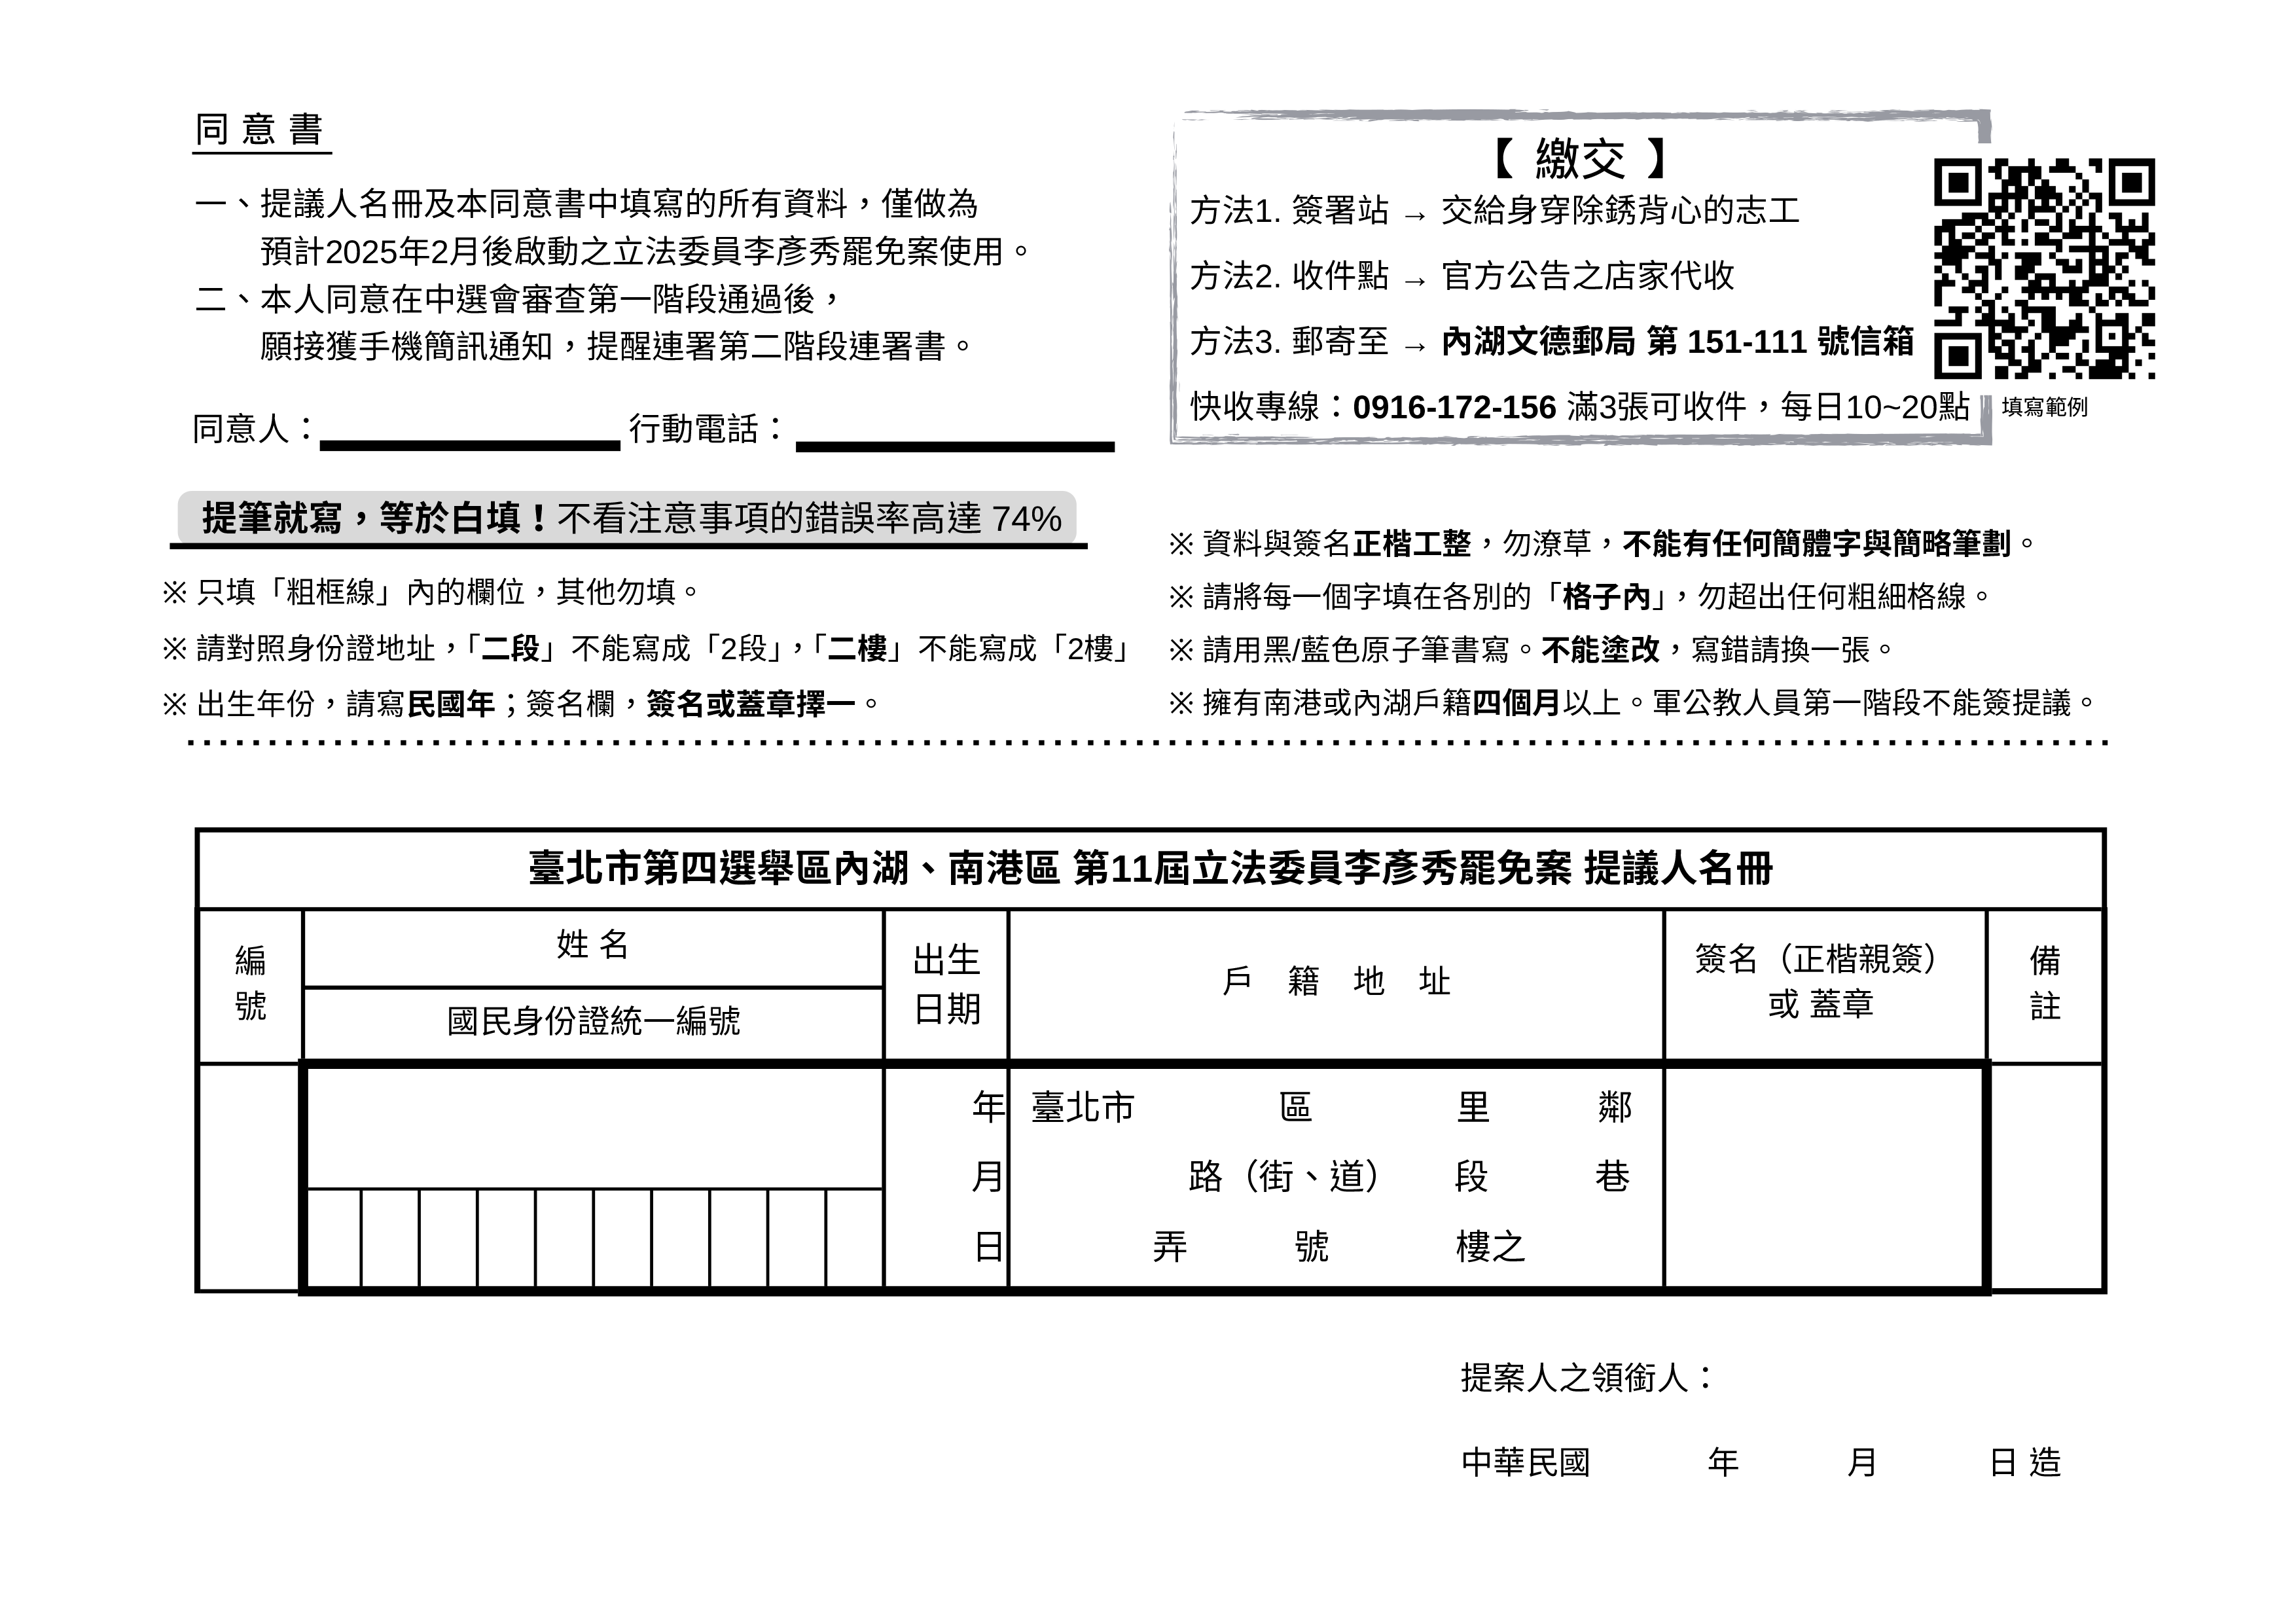 同 意 書
一、提議人名冊及本同意書中填寫的所有資料，僅做為
預計2025年2月後啟動之立法委員李彥秀罷免案使用。
二、本人同意在中選會審查第一階段通過後，
願接獲手機簡訊通知，提醒連署第二階段連署書。
同意人：　行動電話：
【 繳交 】
方法1. 簽署站 → 交給身穿除銹背心的志工
方法2. 收件點 → 官方公告之店家代收
方法3. 郵寄至 → 內湖文德郵局 第 151-111 號信箱
快收專線：0916-172-156 滿3張可收件，每日10~20點
填寫範例
提筆就寫，等於白填！不看注意事項的錯誤率高達 74%
※ 只填「粗框線」內的欄位，其他勿填。
※ 請對照身份證地址，「二段」不能寫成「2段」，「二樓」不能寫成「2樓」
※ 出生年份，請寫民國年；簽名欄，簽名或蓋章擇一。
※ 資料與簽名正楷工整，勿潦草，不能有任何簡體字與簡略筆劃。
※ 請將每一個字填在各別的「格子內」，勿超出任何粗細格線。
※ 請用黑/藍色原子筆書寫。不能塗改，寫錯請換一張。
※ 擁有南港或內湖戶籍四個月以上。軍公教人員第一階段不能簽提議。
臺北市第四選舉區內湖、南港區 第11屆立法委員李彥秀罷免案 提議人名冊
編
號
姓 名
國民身份證統一編號
出生
日期
戶 籍 地 址
簽名（正楷親簽）
或 蓋章
備
註
年
月
日
臺北市 區 里 鄰
路（街、道） 段 巷
弄 號 樓之
提案人之領銜人：
中華民國 年 月 日 造